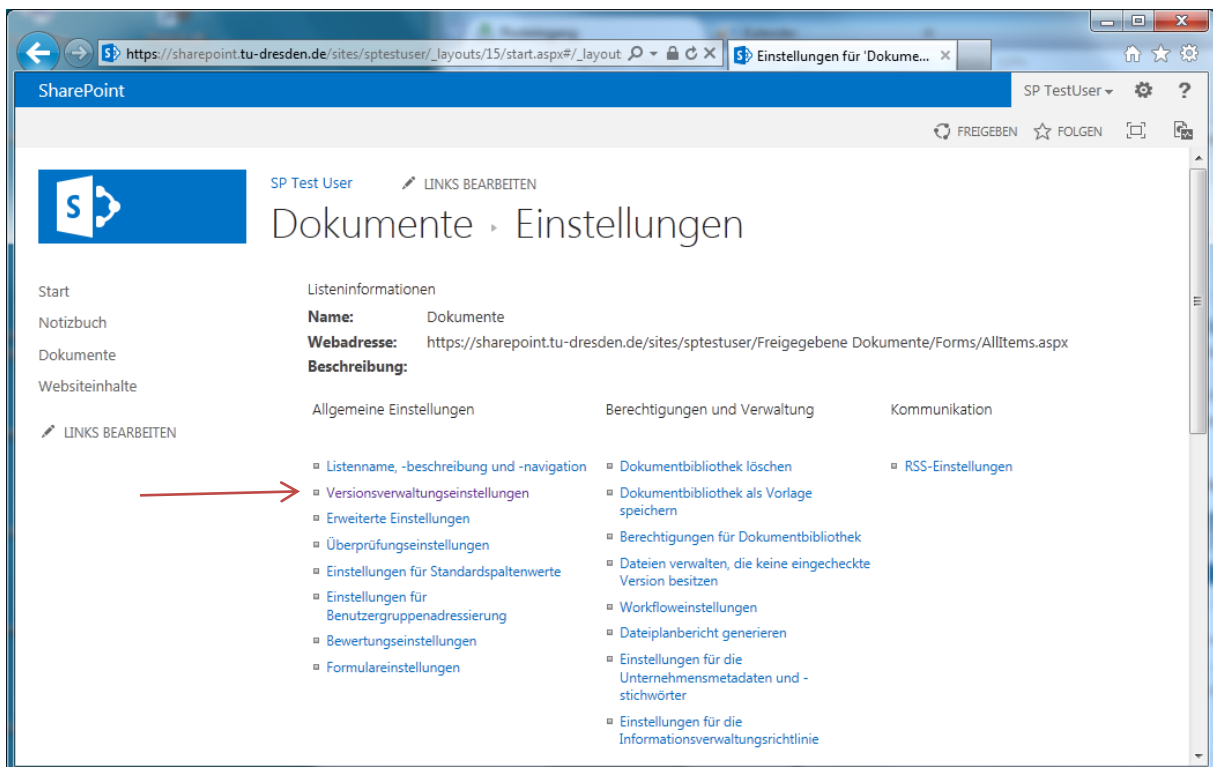 https://sharepoint.tu-dresden.de/sites/sptestuser/_layouts/15/start.aspx#/_layout
Einstellungen für 'Dokume...
SharePoint
SP TestUser
?
FREIGEBEN
FOLGEN
S
SP Test User
LINKS BEARBEITEN
Dokumente
Einstellungen
Start
Notizbuch
Dokumente
Websiteinhalte
LINKS BEARBEITEN
Listeninformationen
Name: Dokumente
Webadresse: https://sharepoint.tu-dresden.de/sites/sptestuser/Freigegebene Dokumente/Forms/AllItems.aspx
Beschreibung:
Allgemeine Einstellungen
Listenname, -beschreibung und -navigation
Versionsverwaltungseinstellungen
Erweiterte Einstellungen
Überprüfungseinstellungen
Einstellungen für Standardspaltenwerte
Einstellungen für
Benutzergruppenadressierung
Bewertungseinstellungen
Formulareinstellungen
Berechtigungen und Verwaltung
Dokumentbibliothek löschen
Dokumentbibliothek als Vorlage
speichern
Berechtigungen für Dokumentbibliothek
Dateien verwalten, die keine eingecheckte
Version besitzen
Workfloweinstellungen
Dateiplanbericht generieren
Einstellungen für die
Unternehmensmetadaten und -
stichwörter
Einstellungen für die
Informationsverwaltungsrichtlinie
Kommunikation
RSS-Einstellungen